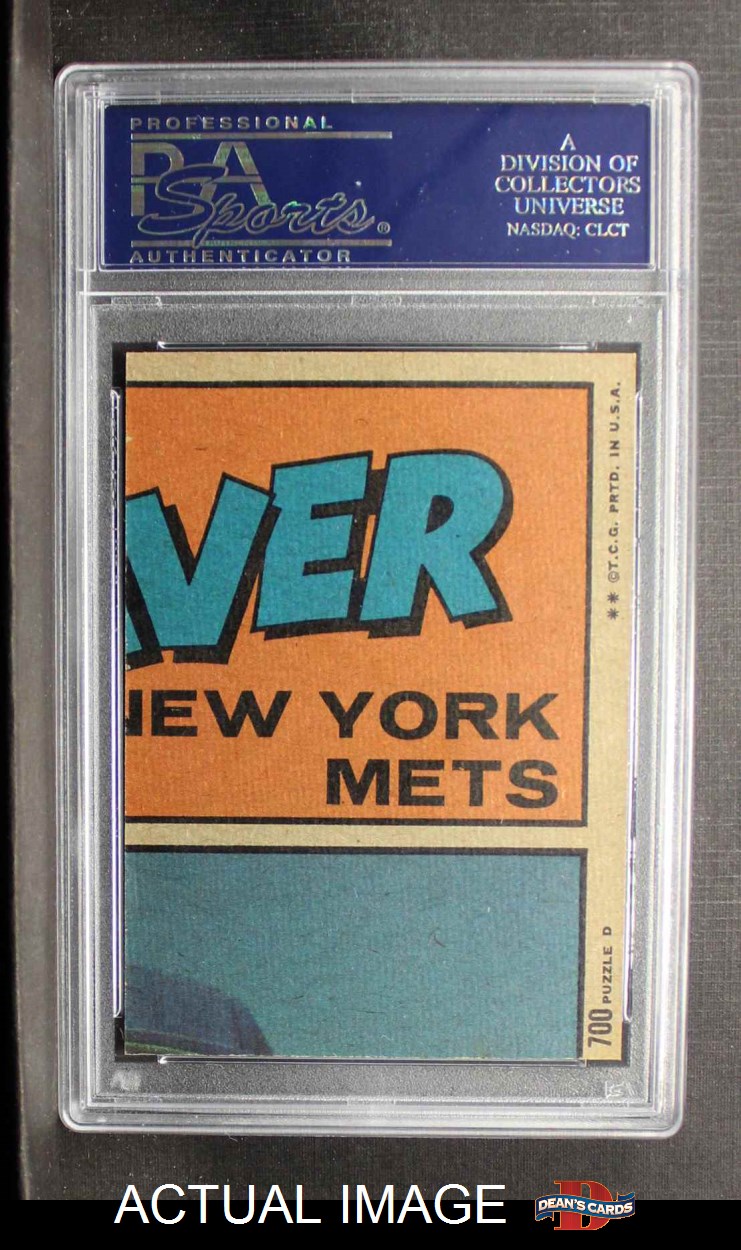 PROFESSIONAL
PSA
Sports®
AUTHENTICATOR
A
DIVISION OF
COLLECTORS
UNIVERSE
NASDAQ: CLCT
VER
NEW YORK
METS
** ©T.C.G. PRTD. IN U.S.A.
700 PUZZLE D
ACTUAL IMAGE
D
DEAN'S CARDS